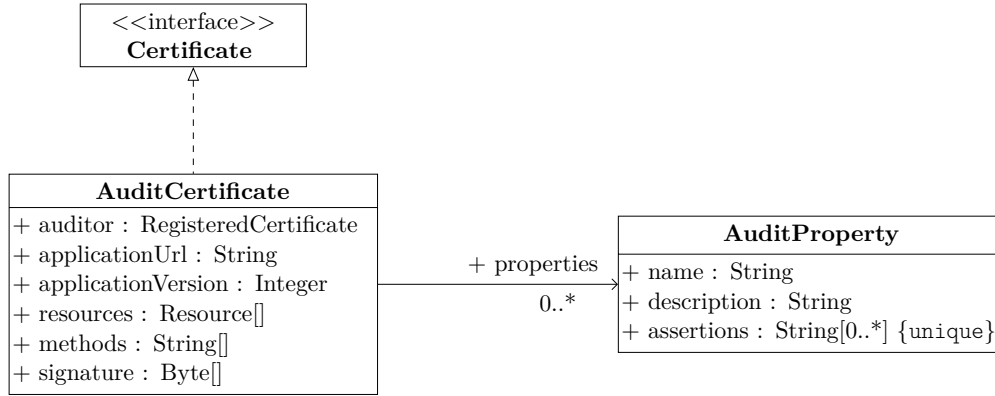 <<interface>>
Certificate
AuditCertificate
+ auditor : RegisteredCertificate
+ applicationUrl : String
+ applicationVersion : Integer
+ resources : Resource[]
+ methods : String[]
+ signature : Byte[]
+ properties
0..*
AuditProperty
+ name : String
+ description : String
+ assertions : String[0..*] {unique}